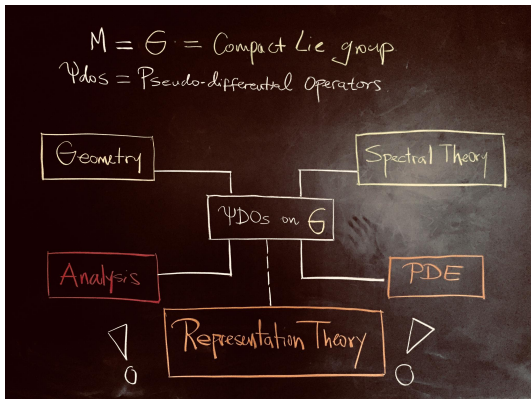 M = G = Compact Lie group
Ψdos = Pseudo-differential Operators
Geometry
Spectral Theory
ΨDOs on G
Analysis
PDE
Representation Theory